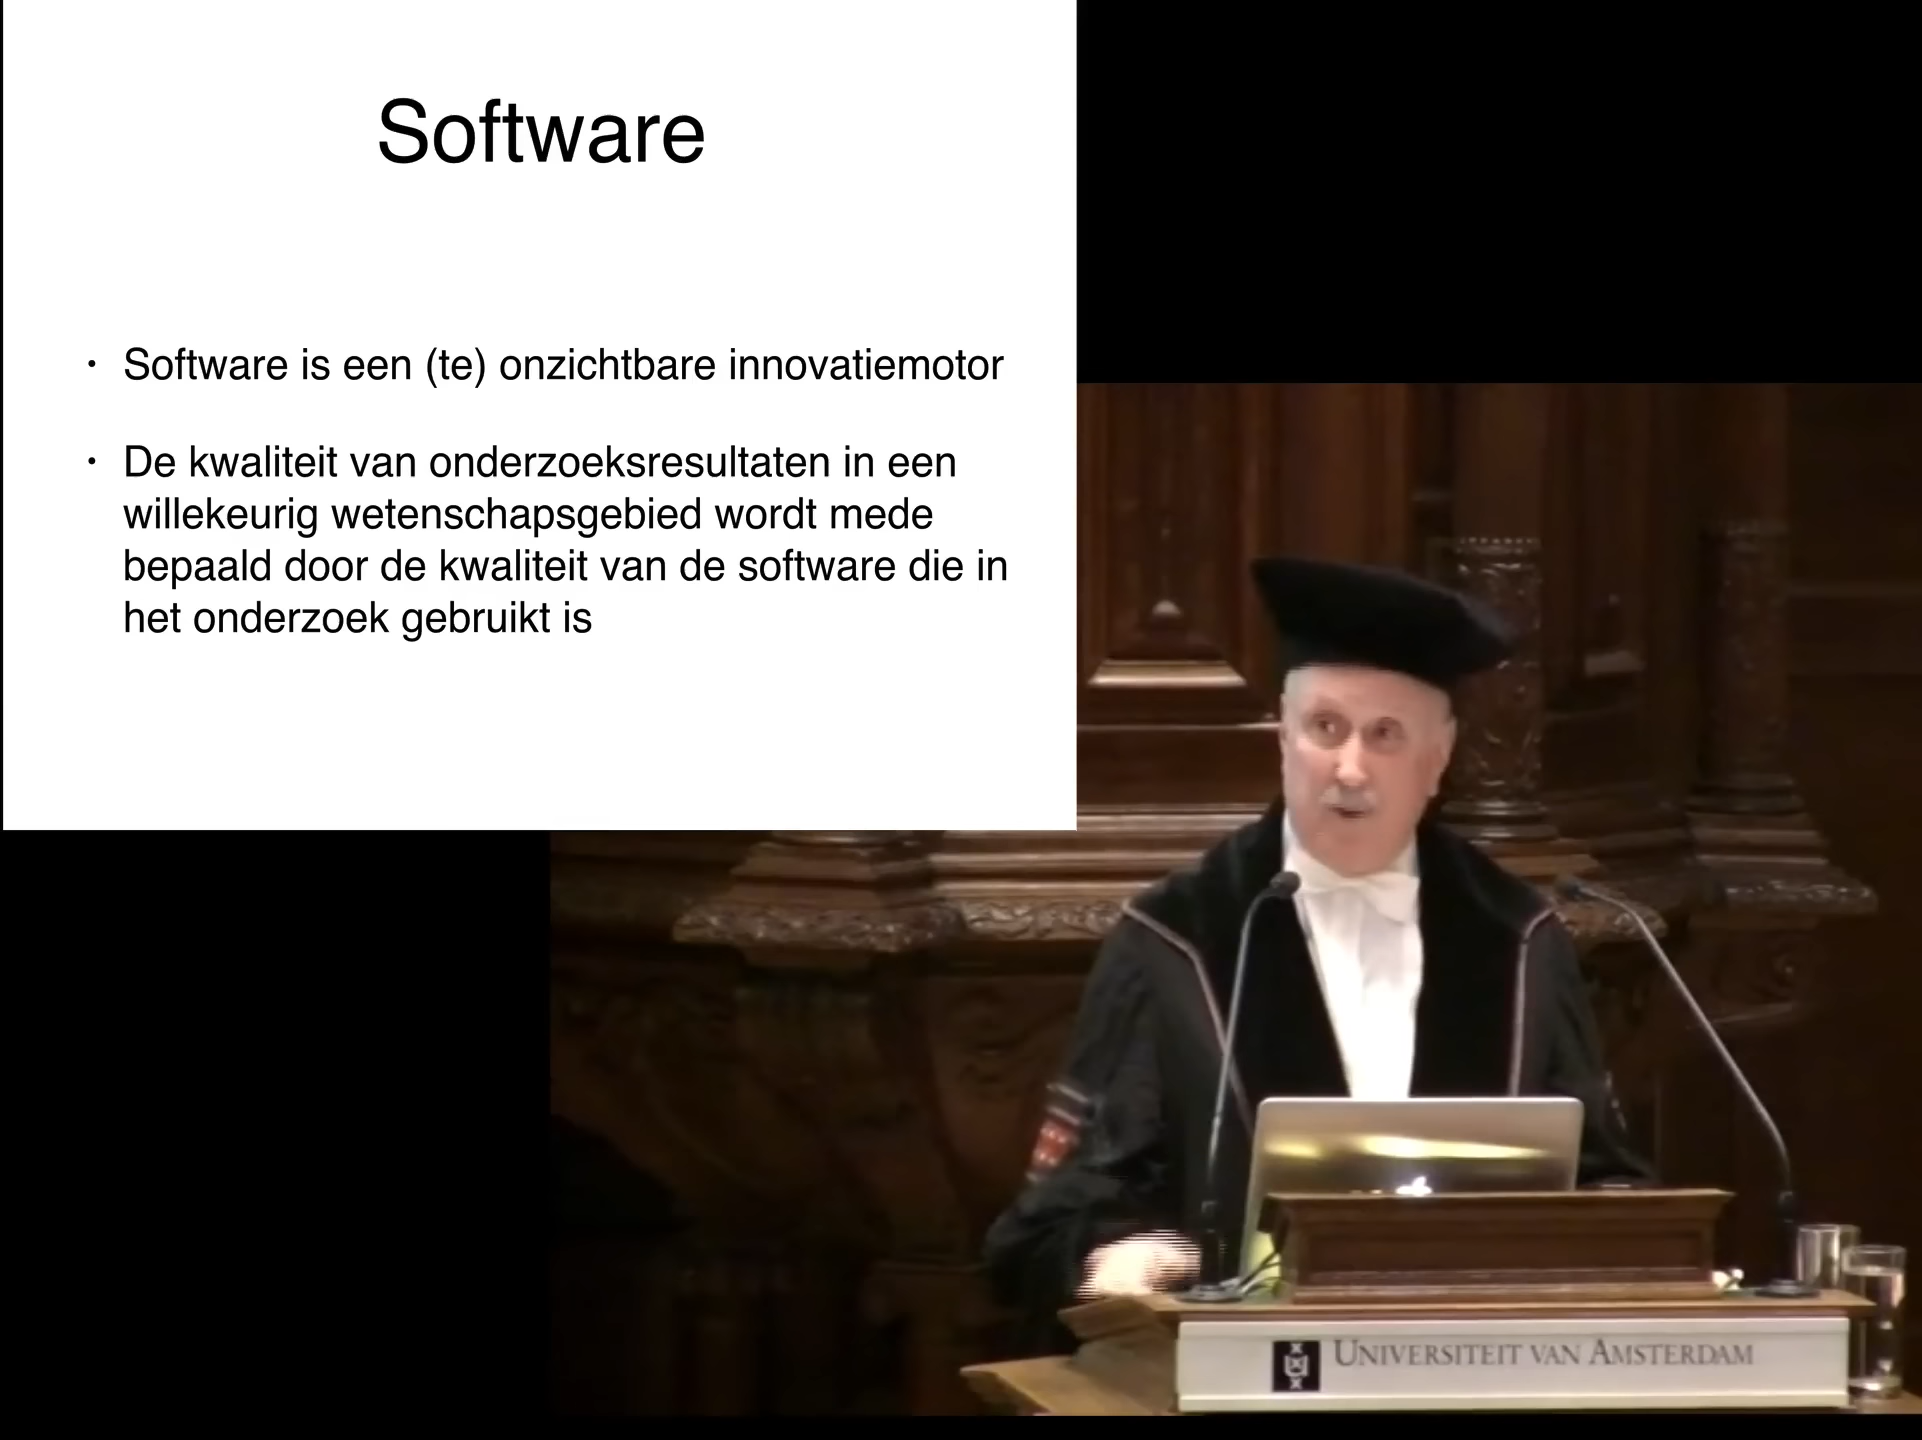 Software
• Software is een (te) onzichtbare innovatiemotor
• De kwaliteit van onderzoeksresultaten in een
willekeurig wetenschapsgebied wordt mede
bepaald door de kwaliteit van de software die in
het onderzoek gebruikt is
UNIVERSITEIT VAN AMSTERDAM